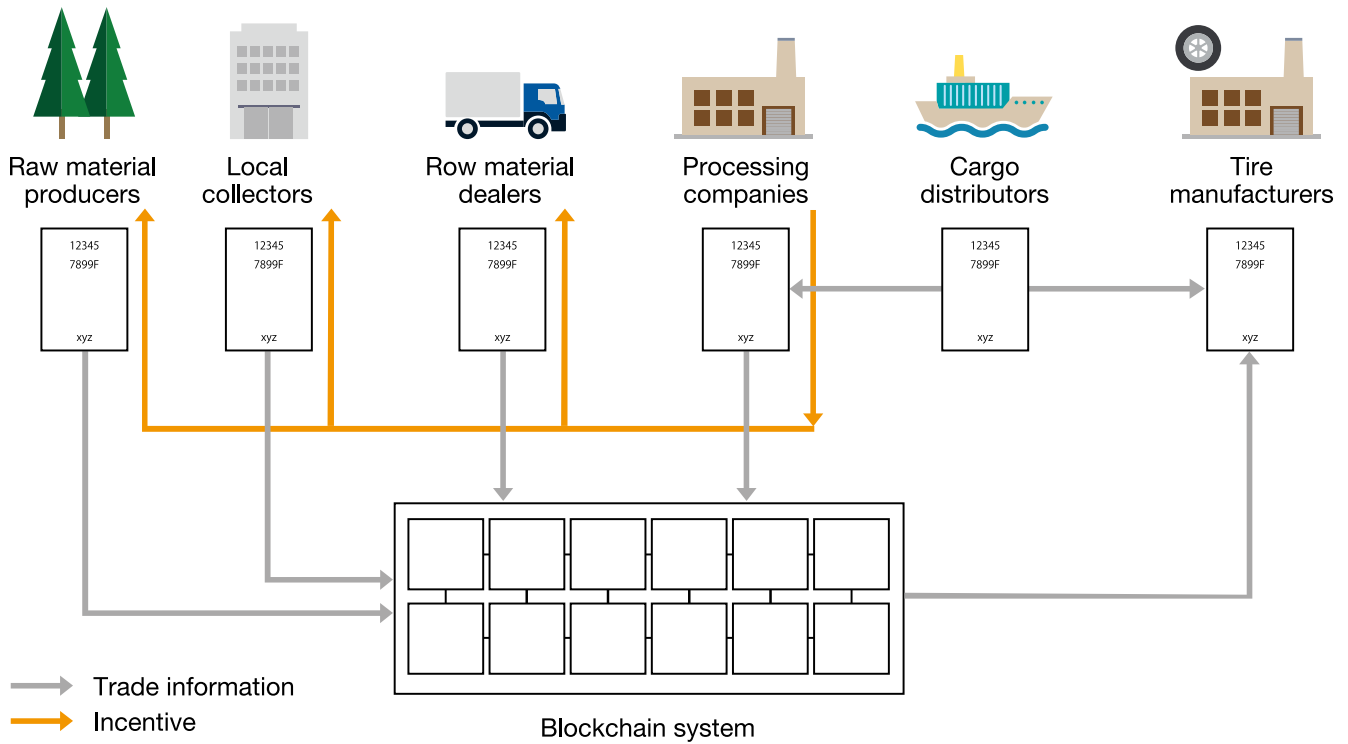 Raw material
producers
Local
collectors
Row material
dealers
Processing
companies
Cargo
distributors
Tire
manufacturers
12345
7899F
xyz
12345
7899F
xyz
12345
7899F
xyz
12345
7899F
xyz
12345
7899F
xyz
12345
7899F
xyz
Trade information
Incentive
Blockchain system